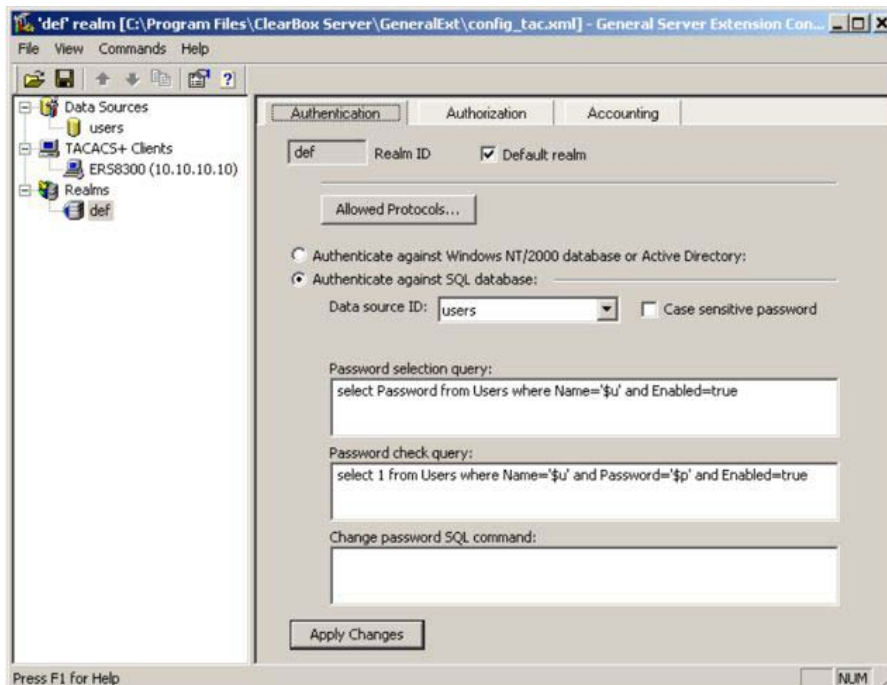 'def' realm [C:\Program Files\ClearBox Server\GeneralExt\config_tac.xml] - General Server Extension Con...
File View Commands Help
Data Sources
users
TACACS+ Clients
ERS8300 (10.10.10.10)
Realms
def
Authentication Authorization Accounting
def Realm ID Default realm
Allowed Protocols...
Authenticate against Windows NT/2000 database or Active Directory:
Authenticate against SQL database:
Data source ID: users Case sensitive password
Password selection query:
select Password from Users where Name='$u' and Enabled=true
Password check query:
select 1 from Users where Name='$u' and Password='$p' and Enabled=true
Change password SQL command:
Apply Changes
Press F1 for Help NUM